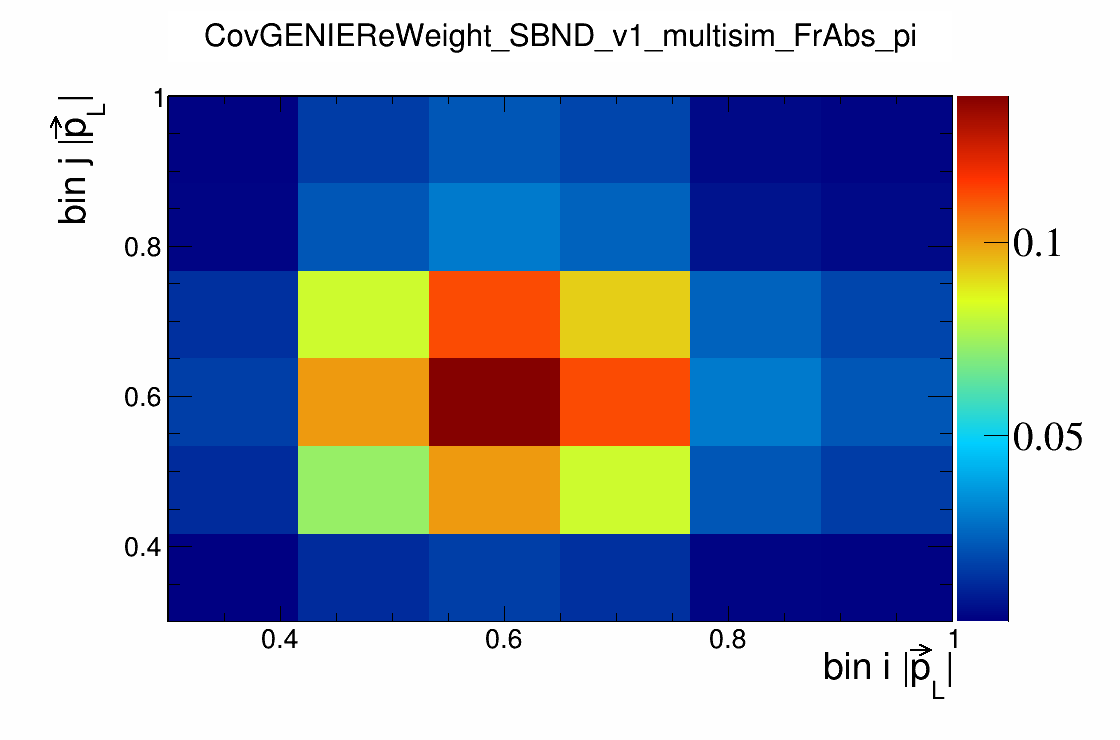 CovGENIEReWeight_SBND_v1_multisim_FrAbs_pi
bin j |p⃗_L|
1
0.8
0.6
0.4
0.4 0.6 0.8 1
bin i |p⃗_L|
0.1
0.05